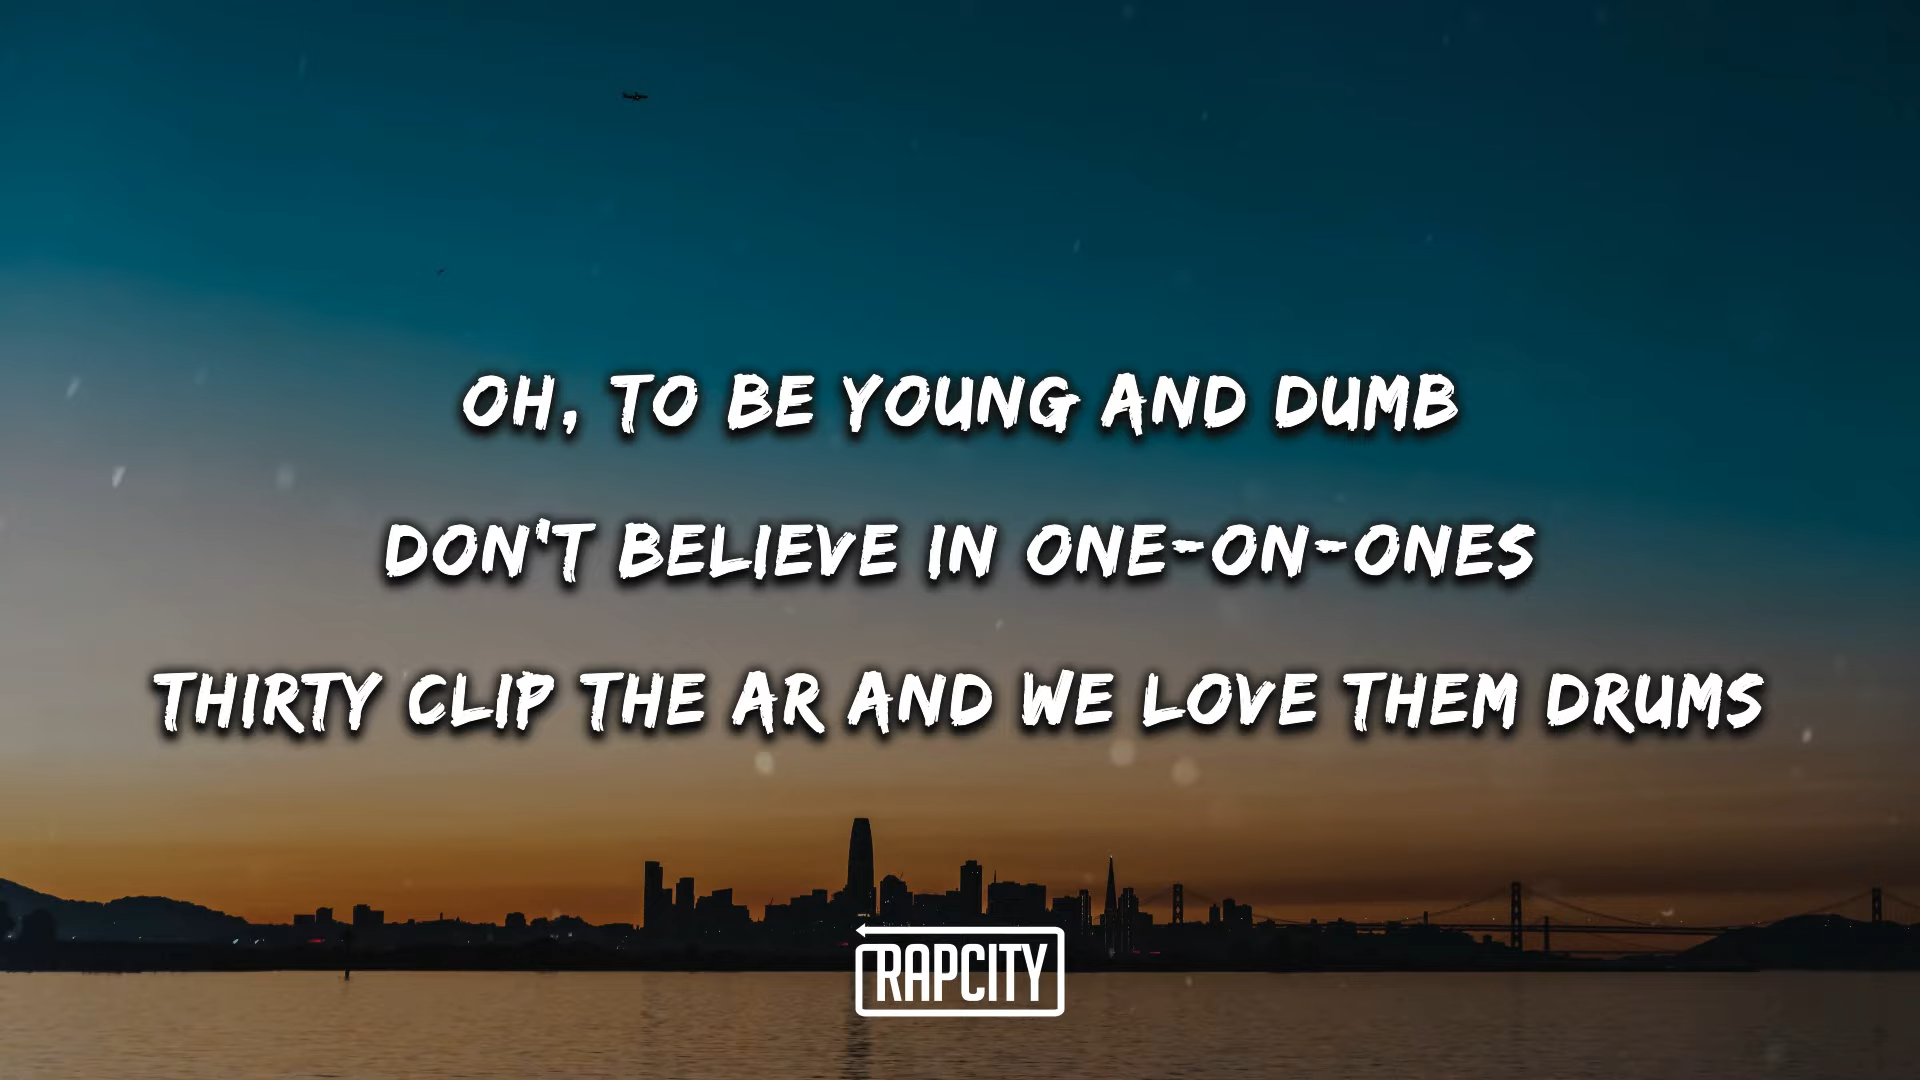 OH, TO BE YOUNG AND DUMB
DON'T BELIEVE IN ONE-ON-ONES
THIRTY CLIP THE AR AND WE LOVE THEM DRUMS
RAPCITY